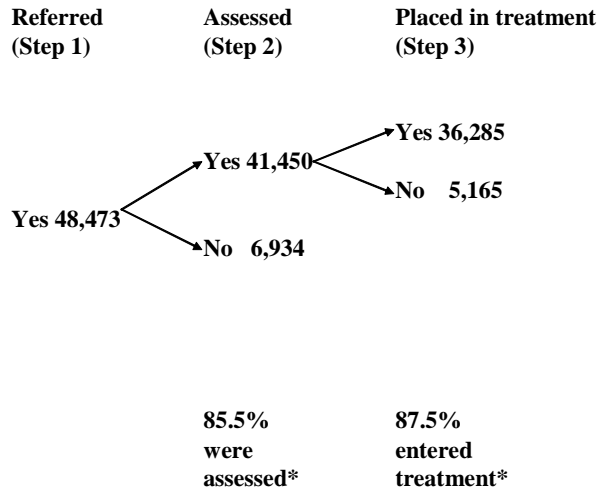 Referred Assessed Placed in treatment
(Step 1) (Step 2) (Step 3)
Yes 36,285
Yes 41,450
No 5,165
Yes 48,473
No 6,934
85.5% 87.5%
were entered
assessed* treatment*